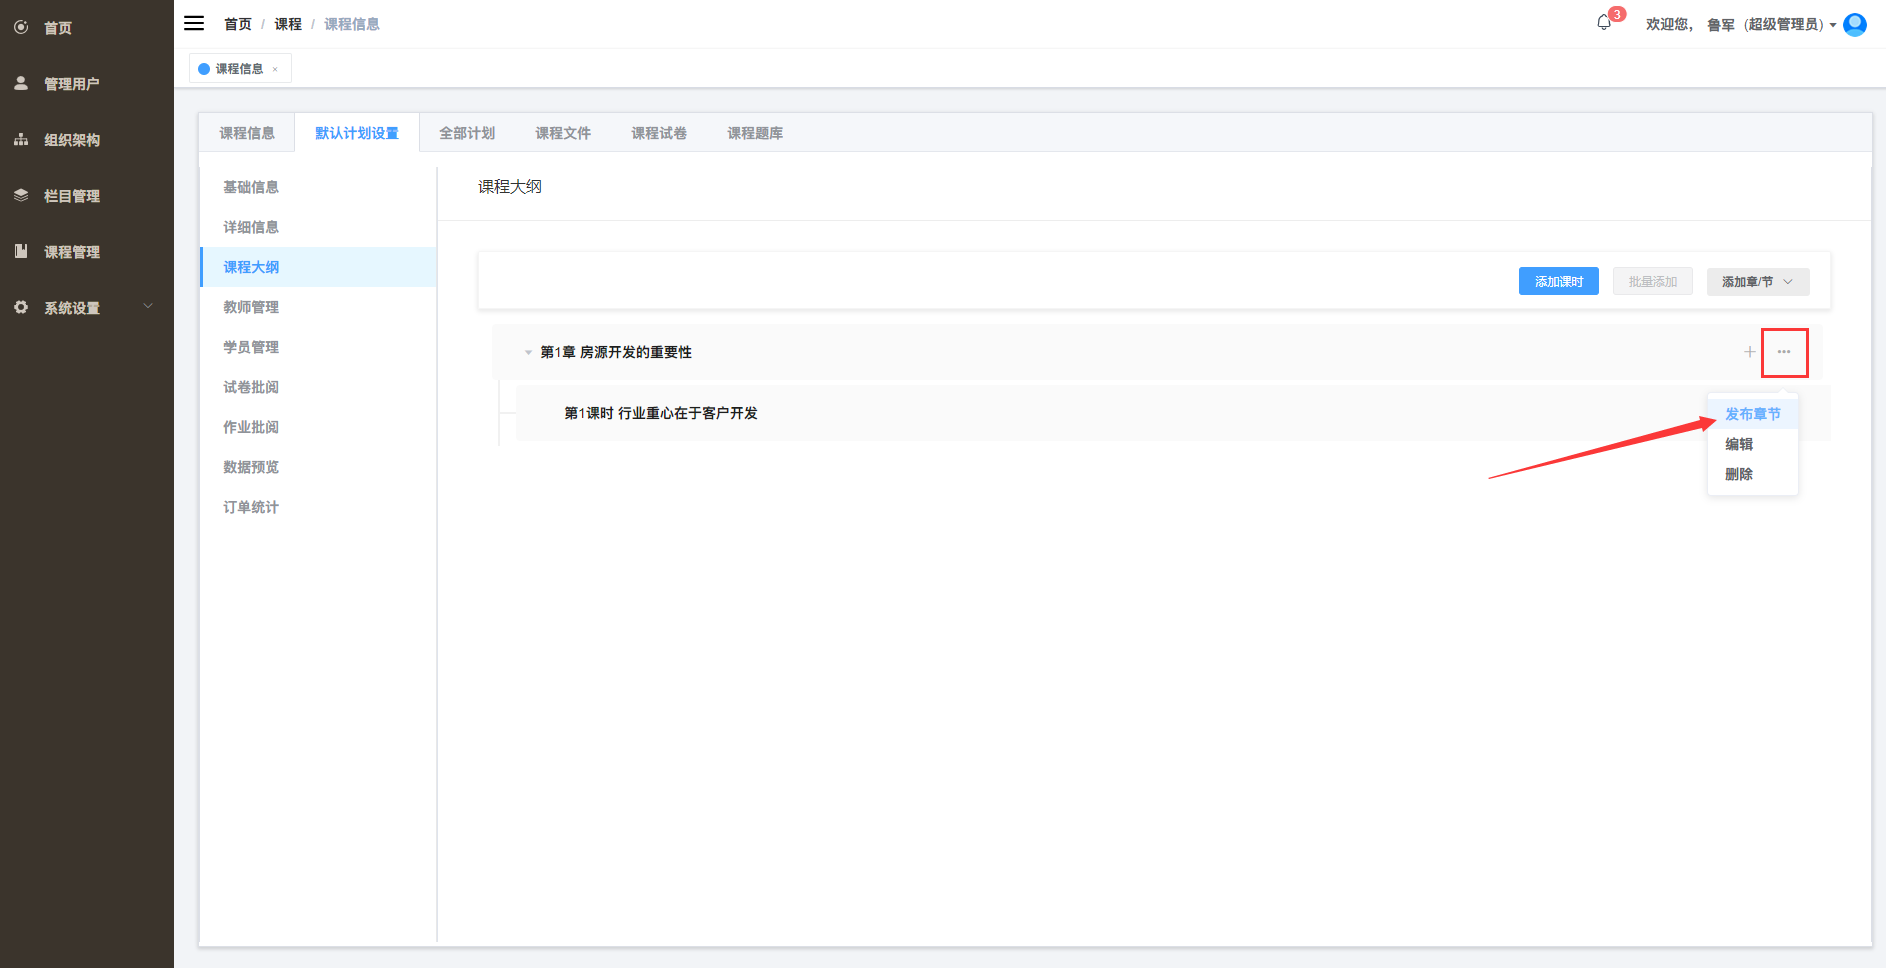 首页
管理用户
组织架构
栏目管理
课程管理
系统设置
首页 / 课程 / 课程信息
3
欢迎您, 鲁军 (超级管理员)
课程信息 ×
课程信息 默认计划设置 全部计划 课程文件 课程试卷 课程题库
基础信息
详细信息
课程大纲
教师管理
学员管理
试卷批阅
作业批阅
数据预览
订单统计
课程大纲
添加课时 批量添加 添加章/节
第1章 房源开发的重要性
第1课时 行业重心在于客户开发
发布章节
编辑
删除